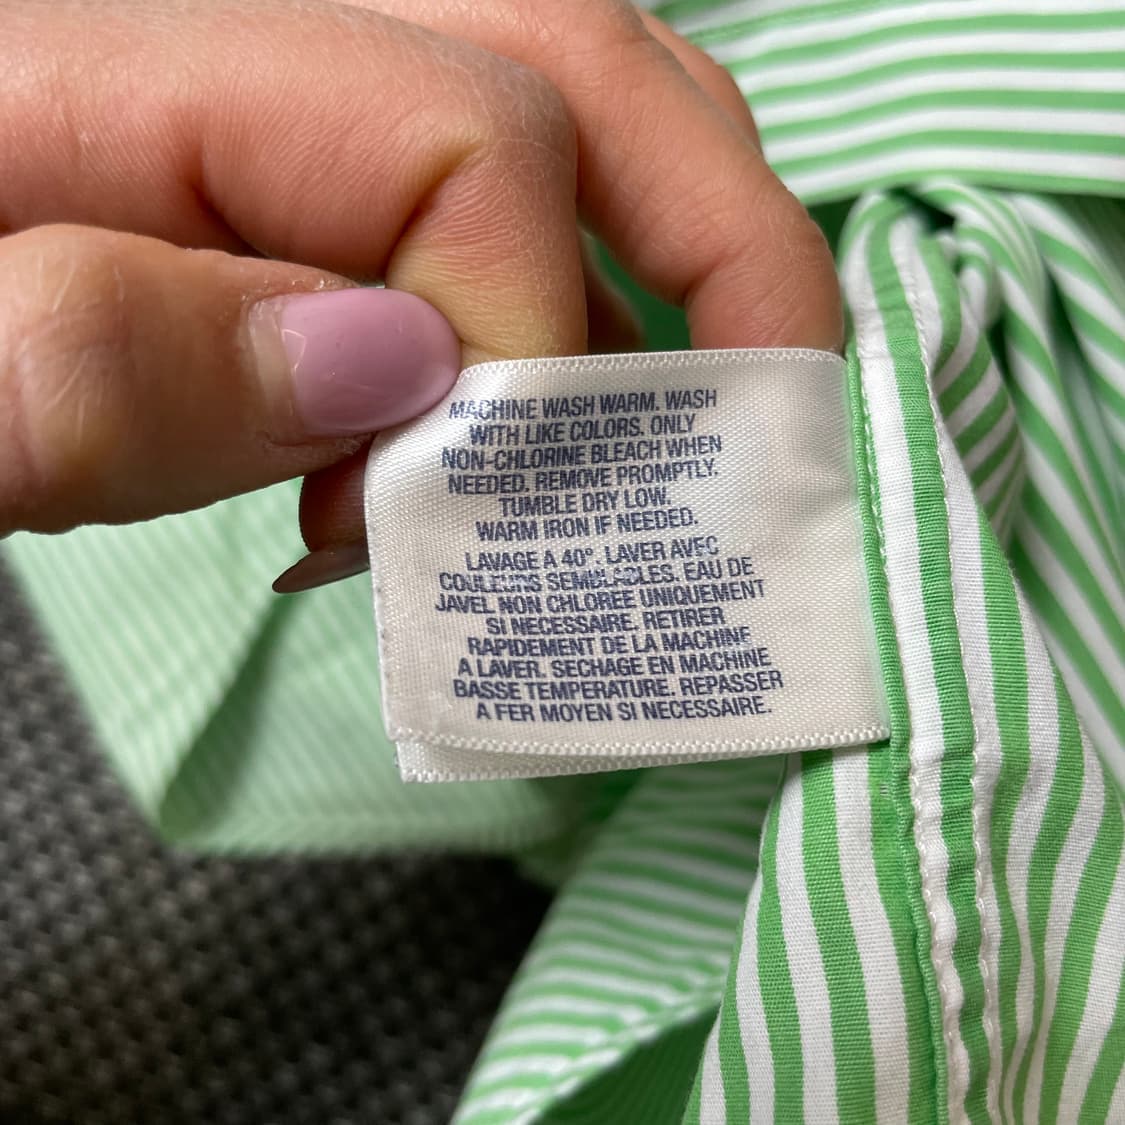 MACHINE WASH WARM. WASH
WITH LIKE COLORS. ONLY
NON-CHLORINE BLEACH WHEN
NEEDED. REMOVE PROMPTLY.
TUMBLE DRY LOW.
WARM IRON IF NEEDED.
LAVAGE A 40°. LAVER AVEC
COULEURS SEMBLABLES. EAU DE
JAVEL NON CHLOREE UNIQUEMENT
SI NECESSAIRE. RETIRER
RAPIDEMENT DE LA MACHINE
A LAVER. SECHAGE EN MACHINE
BASSE TEMPERATURE. REPASSER
A FER MOYEN SI NECESSAIRE.